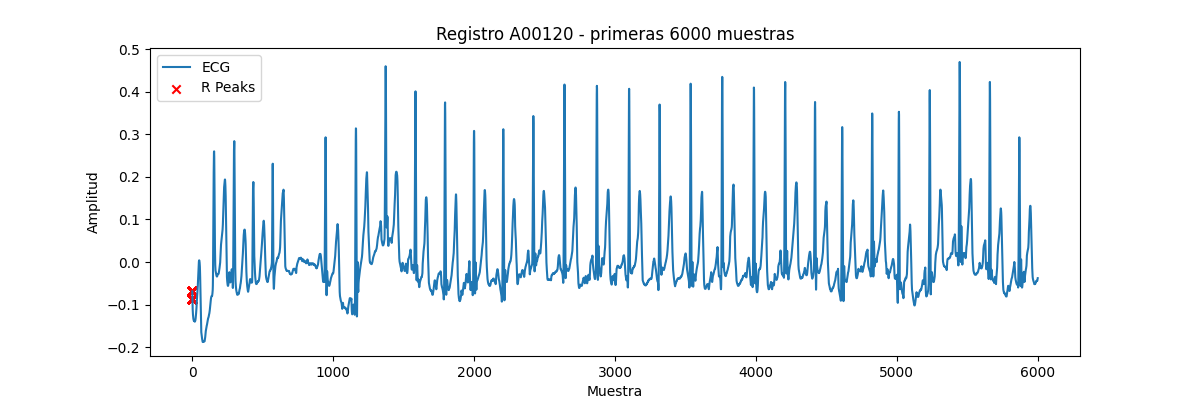 Registro A00120 - primeras 6000 muestras
ECG
R Peaks
Amplitud
0.5
0.4
0.3
0.2
0.1
0.0
−0.1
−0.2
0 1000 2000 3000 4000 5000 6000
Muestra